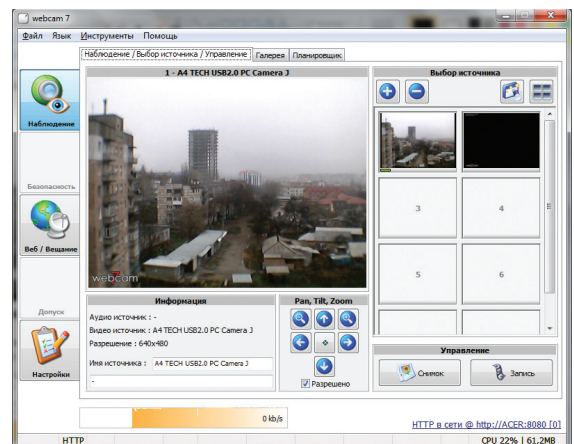 webcam 7
Файл Язык Инструменты Помощь
Наблюдение / Выбор источника / Управление Галерея Планировщик
1 - A4 TECH USB2.0 PC Camera J
Выбор источника
Наблюдение
Безопасность
Веб / Вещание
Допуск
Настройки
webcam
3 4
5 6
Информация
Аудио источник : -
Видео источник : A4 TECH USB2.0 PC Camera J
Разрешение : 640x480
Имя источника : A4 TECH USB2.0 PC Camera J
-
Pan, Tilt, Zoom
Разрешено
Управление
Снимок Запись
0 kb/s
HTTP в сети @ http://ACER:8080 [0]
HTTP CPU 22% | 61,2MB